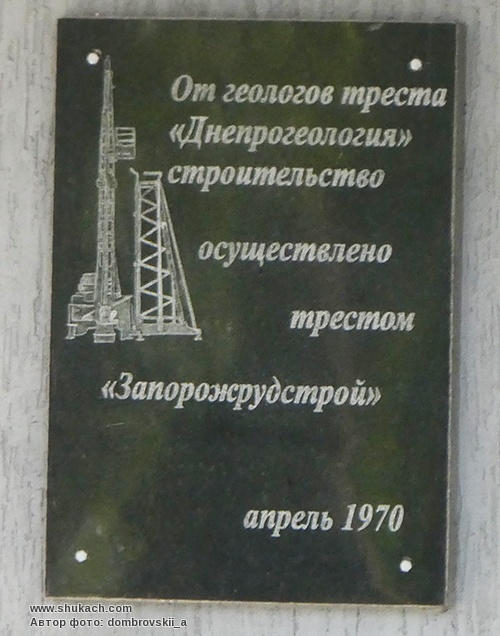 От геологов треста
«Днепрогеология»
строительство
осуществлено
трестом
«Запорожрудстрой»
апрель 1970
www.shukach.com
Автор фото: dombrovskii_a